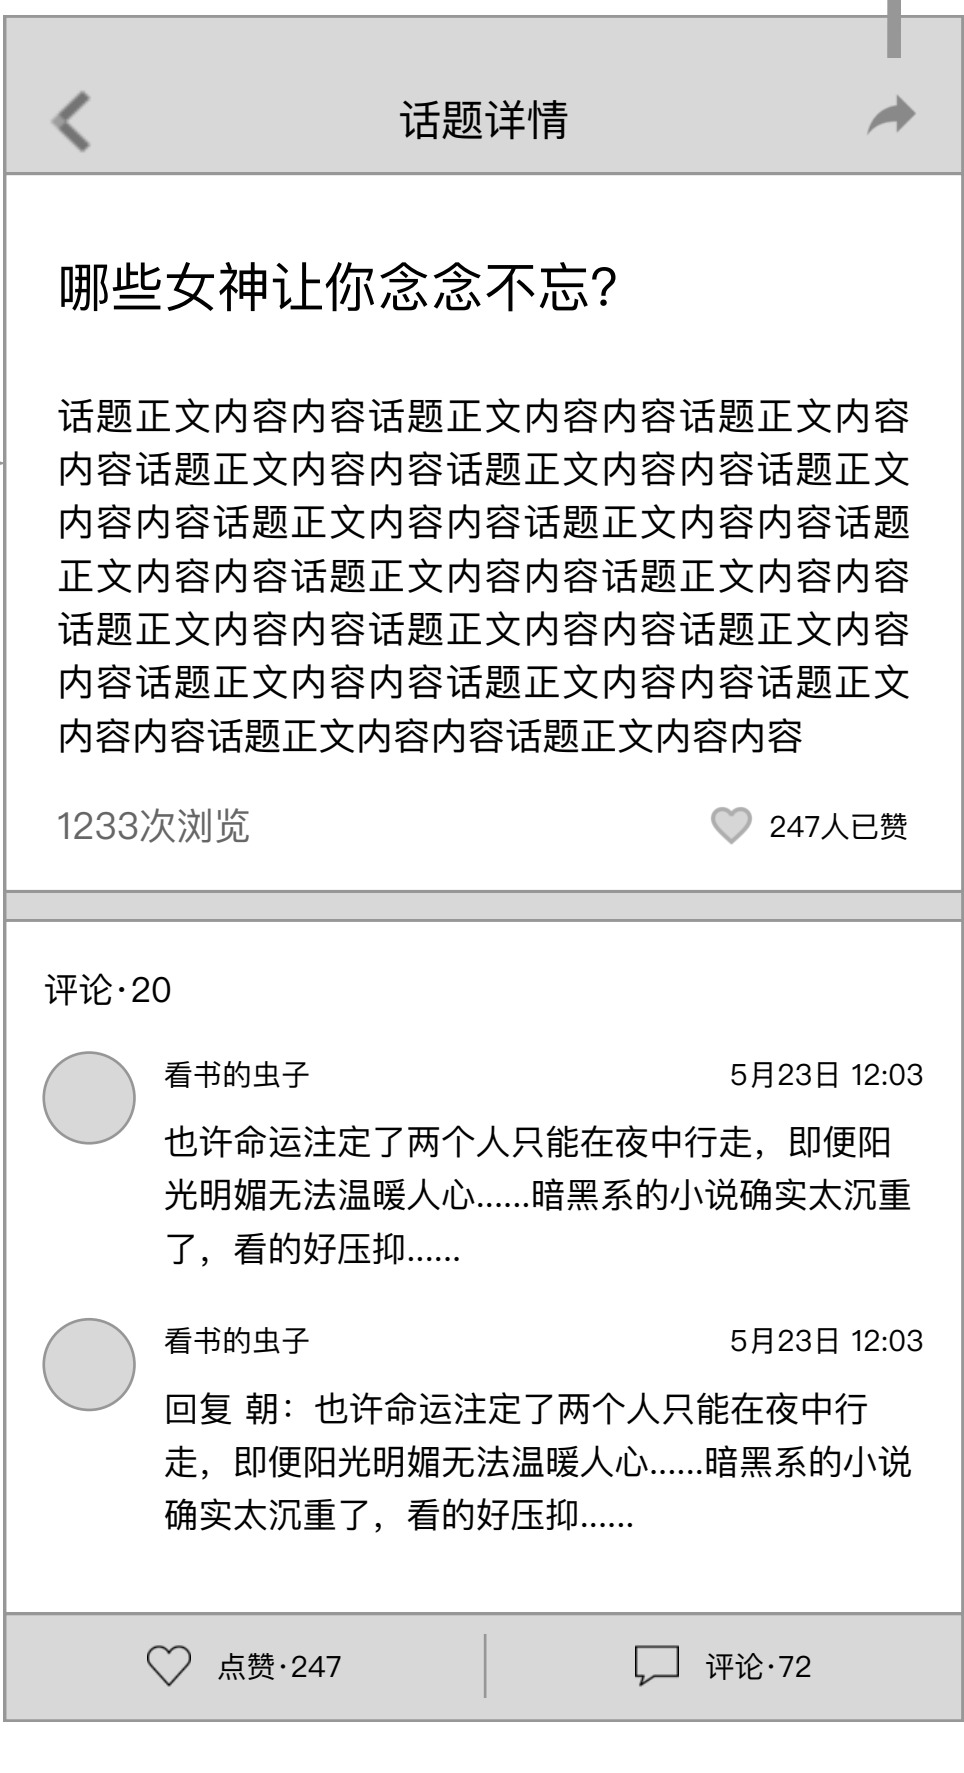 话题详情
哪些女神让你念念不忘?
话题正文内容内容话题正文内容内容话题正文内容
内容话题正文内容内容话题正文内容内容话题正文
内容内容话题正文内容内容话题正文内容内容话题
正文内容内容话题正文内容内容话题正文内容内容
话题正文内容内容话题正文内容内容话题正文内容
内容话题正文内容内容话题正文内容内容话题正文
内容内容话题正文内容内容话题正文内容内容
1233次浏览 247人已赞
评论·20
看书的虫子 5月23日 12:03
也许命运注定了两个人只能在夜中行走，即便阳
光明媚无法温暖人心......暗黑系的小说确实太沉重
了，看的好压抑......
看书的虫子 5月23日 12:03
回复 朝：也许命运注定了两个人只能在夜中行
走，即便阳光明媚无法温暖人心......暗黑系的小说
确实太沉重了，看的好压抑......
点赞·247 评论·72